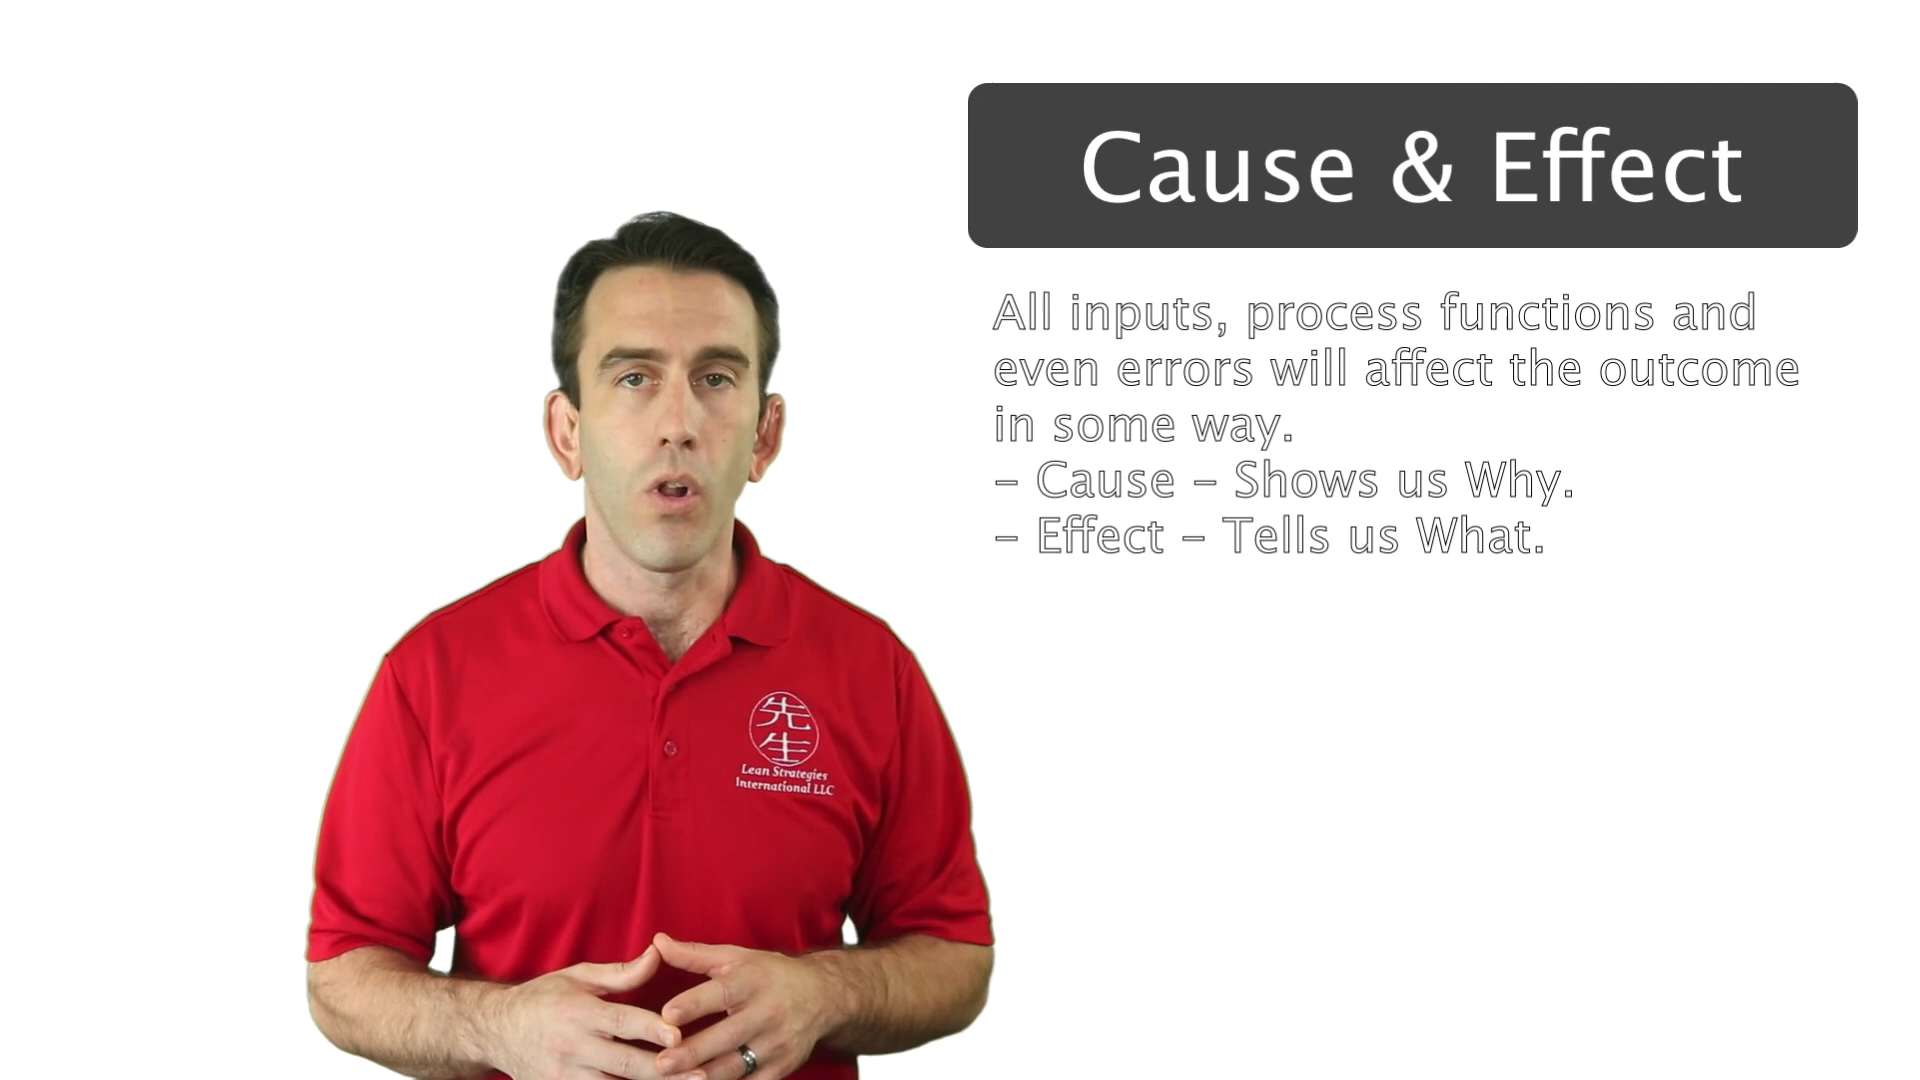 Cause & Effect
All inputs, process functions and
even errors will affect the outcome
in some way.
– Cause – Shows us Why.
– Effect – Tells us What.
先
生
Lean Strategies
International LLC